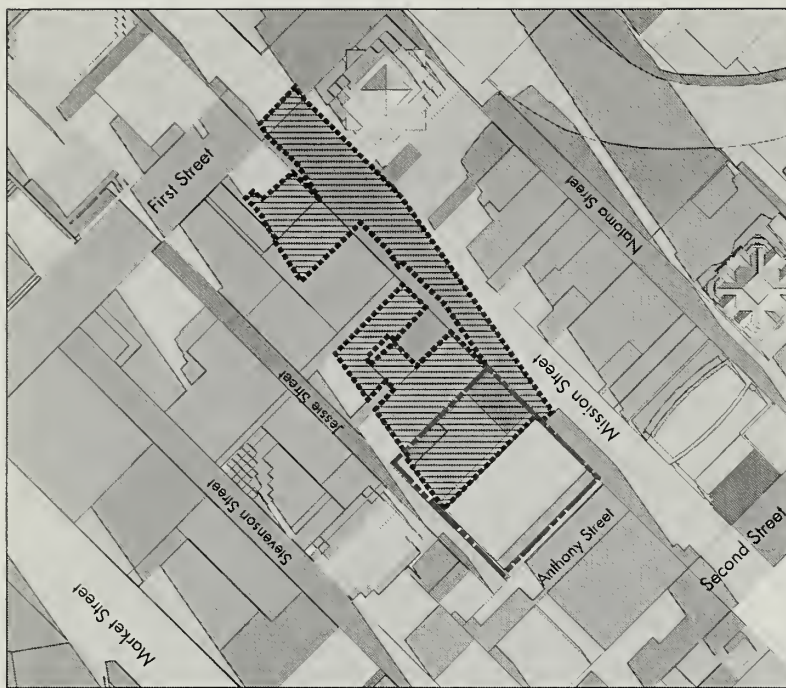 First Street
Natoma Street
Jessie Street
Mission Street
Stevenson Street
Anthony Street
Second Street
Market Street